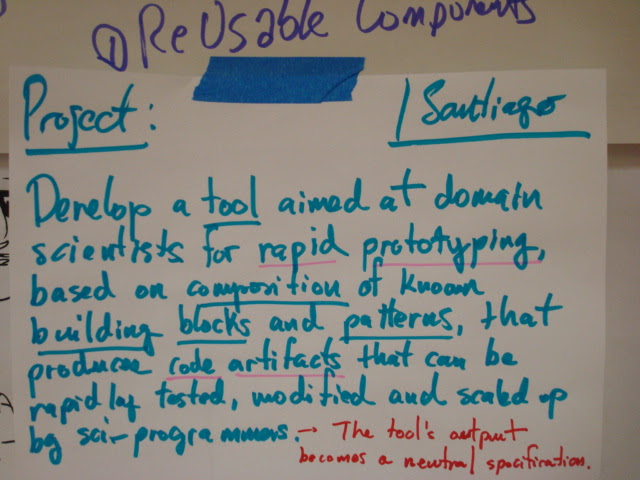 ① ReUsable Components
Project: / Santiago
Develop a tool aimed at domain
scientists for rapid prototyping,
based on composition of known
building blocks and patterns, that
produce code artifacts that can be
rapidly tested, modified and scaled up
by sci-programmers. → The tool's output
becomes a neutral specification.